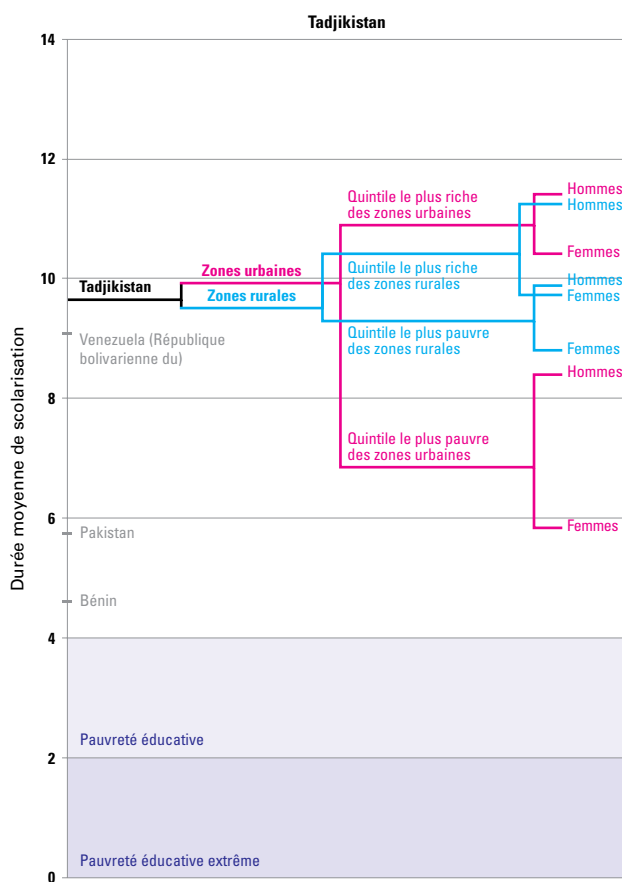 Tadjikistan
14
12
10
8
6
4
2
0
Durée moyenne de scolarisation
Tadjikistan
Venezuela (République
bolivarienne du)
Pakistan
Bénin
Pauvreté éducative
Pauvreté éducative extrême
Zones urbaines
Zones rurales
Quintile le plus riche
des zones urbaines
Quintile le plus riche
des zones rurales
Quintile le plus pauvre
des zones rurales
Quintile le plus pauvre
des zones urbaines
Hommes
Hommes
Femmes
Hommes
Femmes
Femmes
Hommes
Femmes